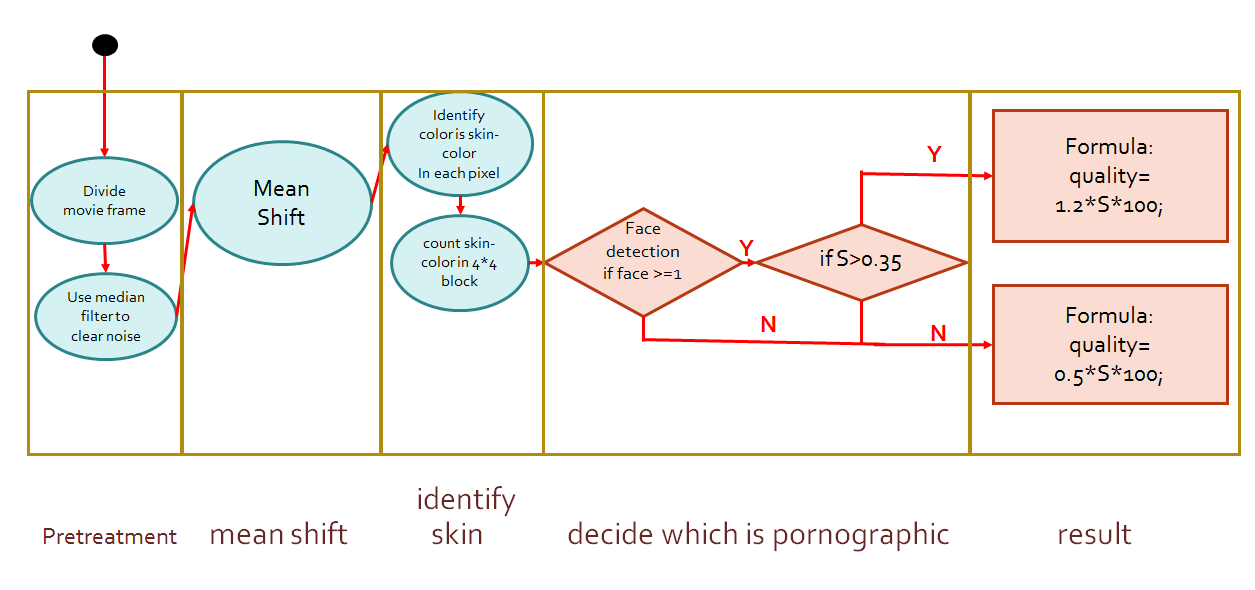 Divide
movie frame
Use median
filter to
clear noise
Mean
Shift
Identify
color is skin-
color
In each pixel
count skin-
color in 4*4
block
Face
detection
if face >=1
Y
if S>0.35
Y
N
N
Formula:
quality=
1.2*S*100;
Formula:
quality=
0.5*S*100;
Pretreatment
mean shift
identify
skin
decide which is pornographic
result